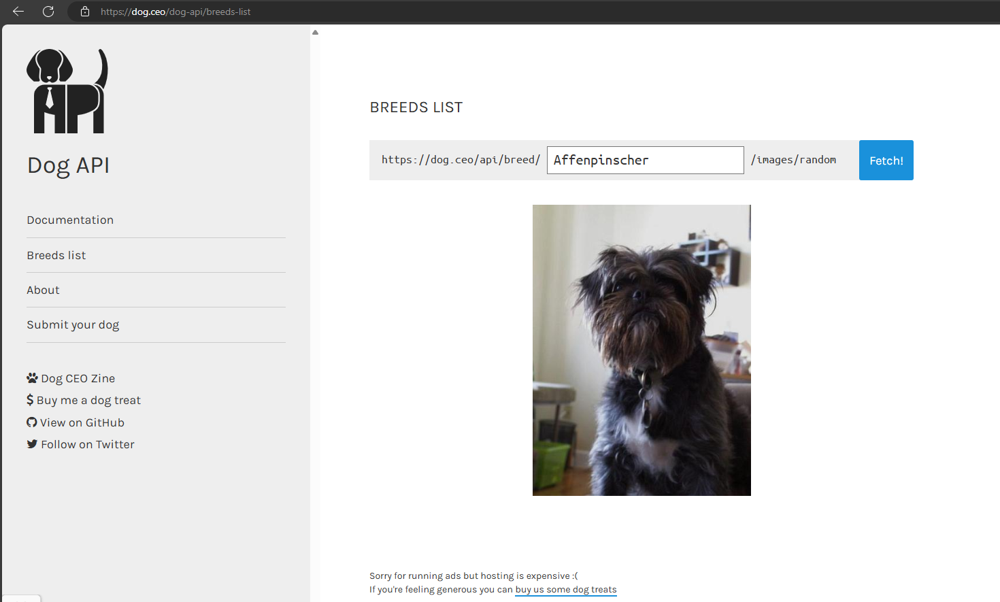 https://dog.ceo/dog-api/breeds-list
API
Dog API
Documentation
Breeds list
About
Submit your dog
Dog CEO Zine
Buy me a dog treat
View on GitHub
Follow on Twitter
BREEDS LIST
https://dog.ceo/api/breed/ Affenpinscher /images/random Fetch!
Sorry for running ads but hosting is expensive :(
If you're feeling generous you can buy us some dog treats